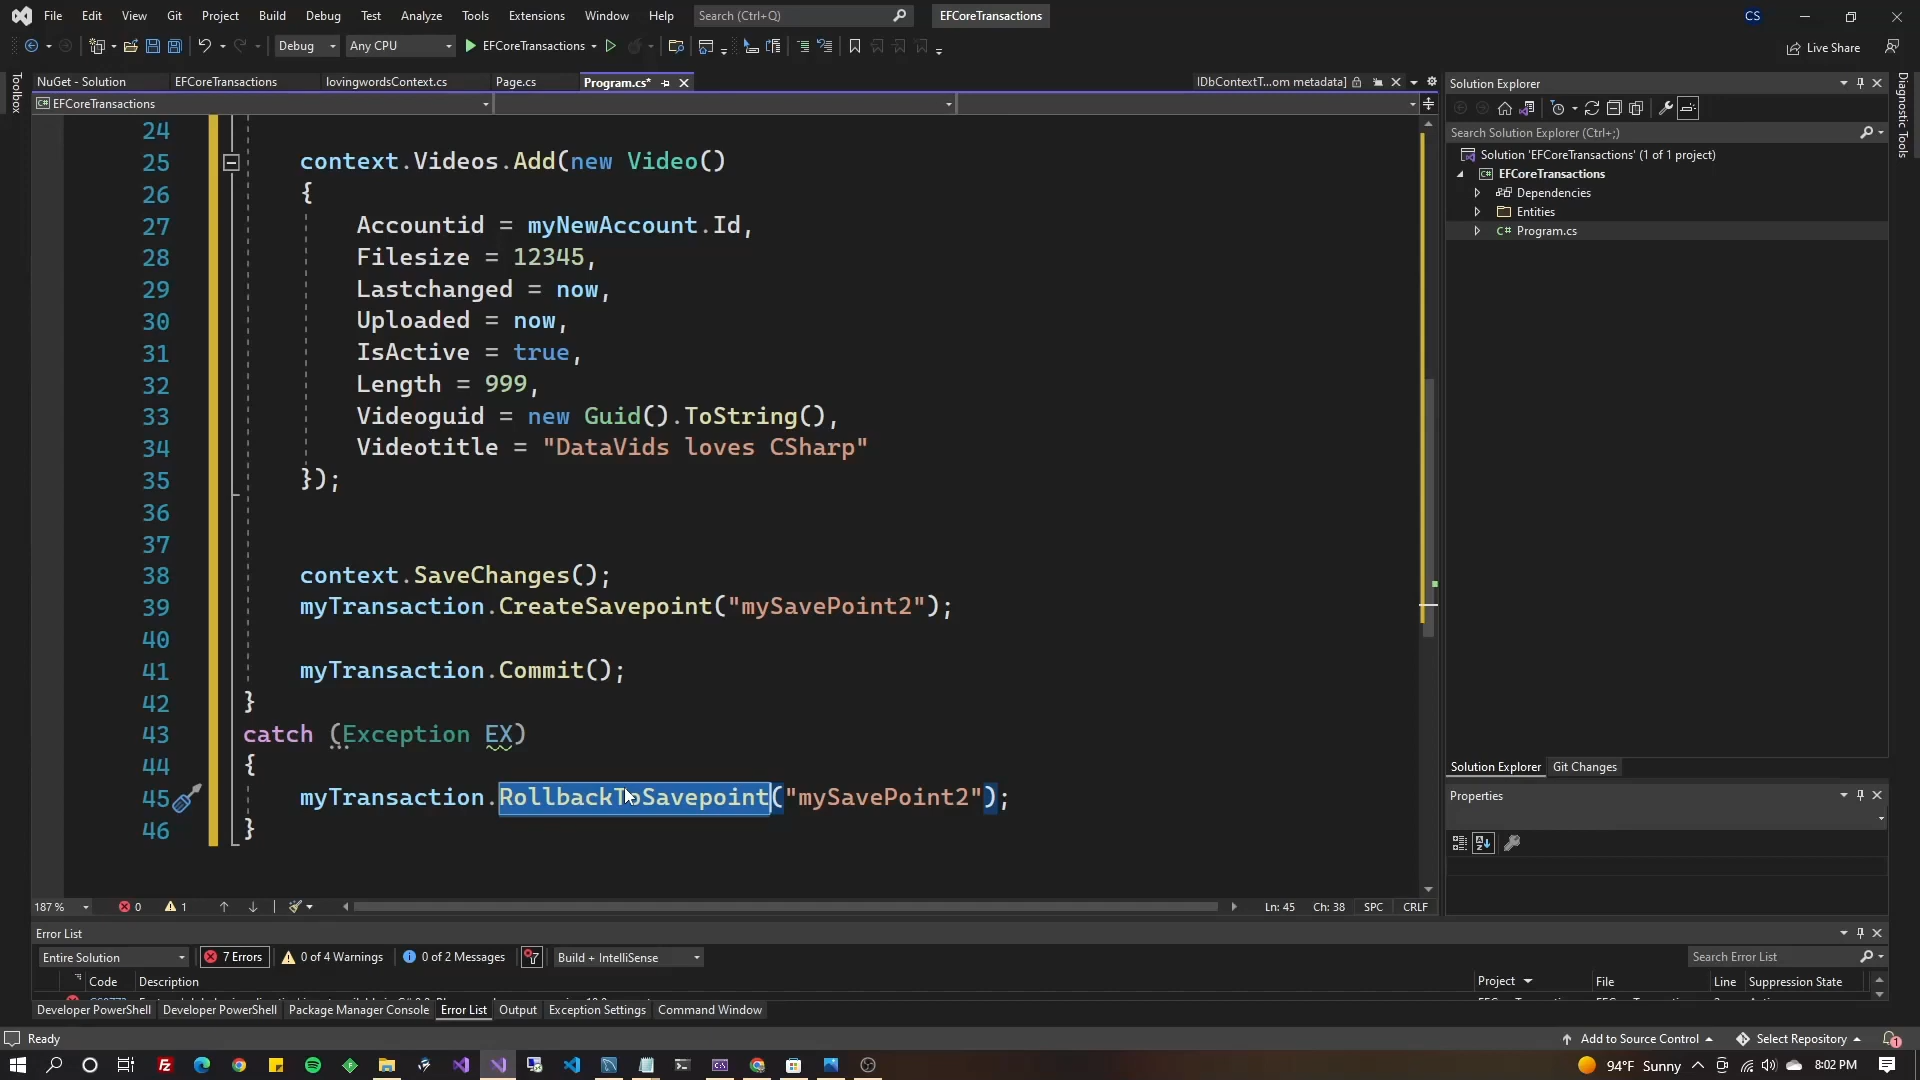 File Edit View Git Project Build Debug Test Analyze Tools Extensions Window Help Search (Ctrl+Q) EFCoreTransactions CS
Debug Any CPU EFCoreTransactions Live Share
NuGet - Solution EFCoreTransactions lovingwordsContext.cs Page.cs Program.cs* IDbContextT...om metadata]
EFCoreTransactions
Toolbox
24
25 context.Videos.Add(new Video()
26 {
27 Accountid = myNewAccount.Id,
28 Filesize = 12345,
29 Lastchanged = now,
30 Uploaded = now,
31 IsActive = true,
32 Length = 999,
33 Videoguid = new Guid().ToString(),
34 Videotitle = "DataVids loves CSharp"
35 });
36
37
38 context.SaveChanges();
39 myTransaction.CreateSavepoint("mySavePoint2");
40
41 myTransaction.Commit();
42 }
43 catch (Exception EX)
44 {
45 myTransaction.RollbackToSavepoint("mySavePoint2");
46 }
187 % 0 1 Ln: 45 Ch: 38 SPC CRLF
Solution Explorer
Search Solution Explorer (Ctrl+;)
Solution 'EFCoreTransactions' (1 of 1 project)
EFCoreTransactions
Dependencies
Entities
C# Program.cs
Solution Explorer Git Changes
Properties
Diagnostic Tools
Error List
Entire Solution 7 Errors 0 of 4 Warnings 0 of 2 Messages Build + IntelliSense Search Error List
Code Description Project File Line Suppression State
Developer PowerShell Developer PowerShell Package Manager Console Error List Output Exception Settings Command Window
Ready Add to Source Control Select Repository 1
94°F Sunny 8:02 PM